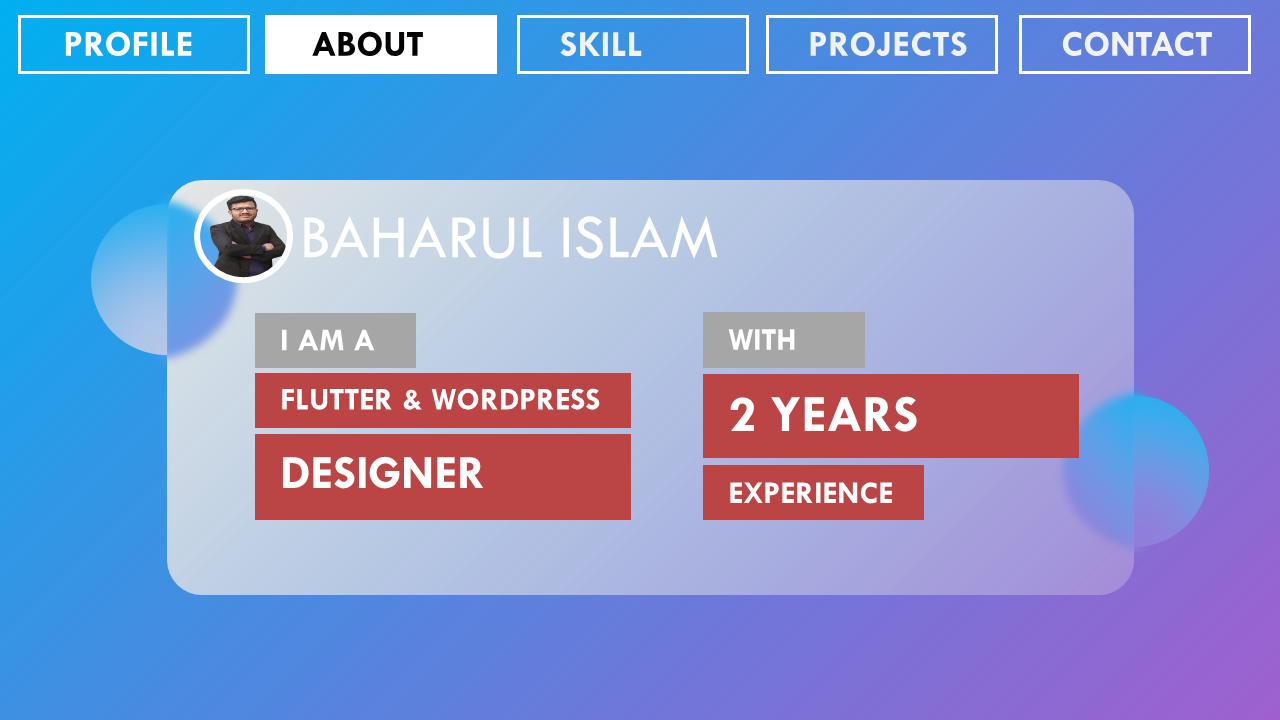 PROFILE
ABOUT
SKILL
PROJECTS
CONTACT
BAHARUL ISLAM
I AM A
FLUTTER & WORDPRESS
DESIGNER
WITH
2 YEARS
EXPERIENCE